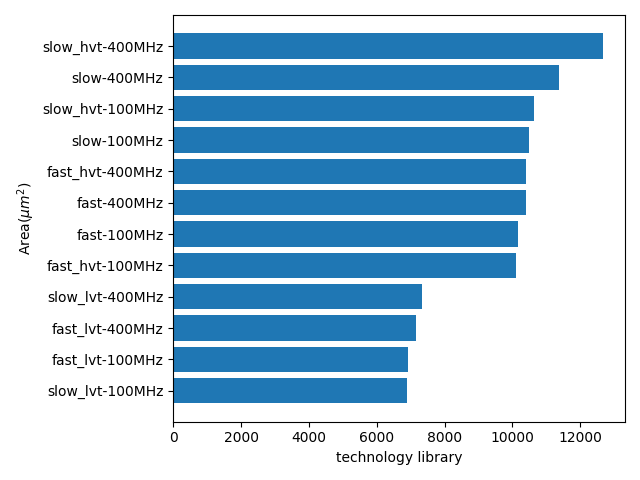 slow_hvt-400MHz
slow-400MHz
slow_hvt-100MHz
slow-100MHz
fast_hvt-400MHz
fast-400MHz
fast-100MHz
fast_hvt-100MHz
slow_lvt-400MHz
fast_lvt-400MHz
fast_lvt-100MHz
slow_lvt-100MHz
Area(μm²)
0 2000 4000 6000 8000 10000 12000
technology library